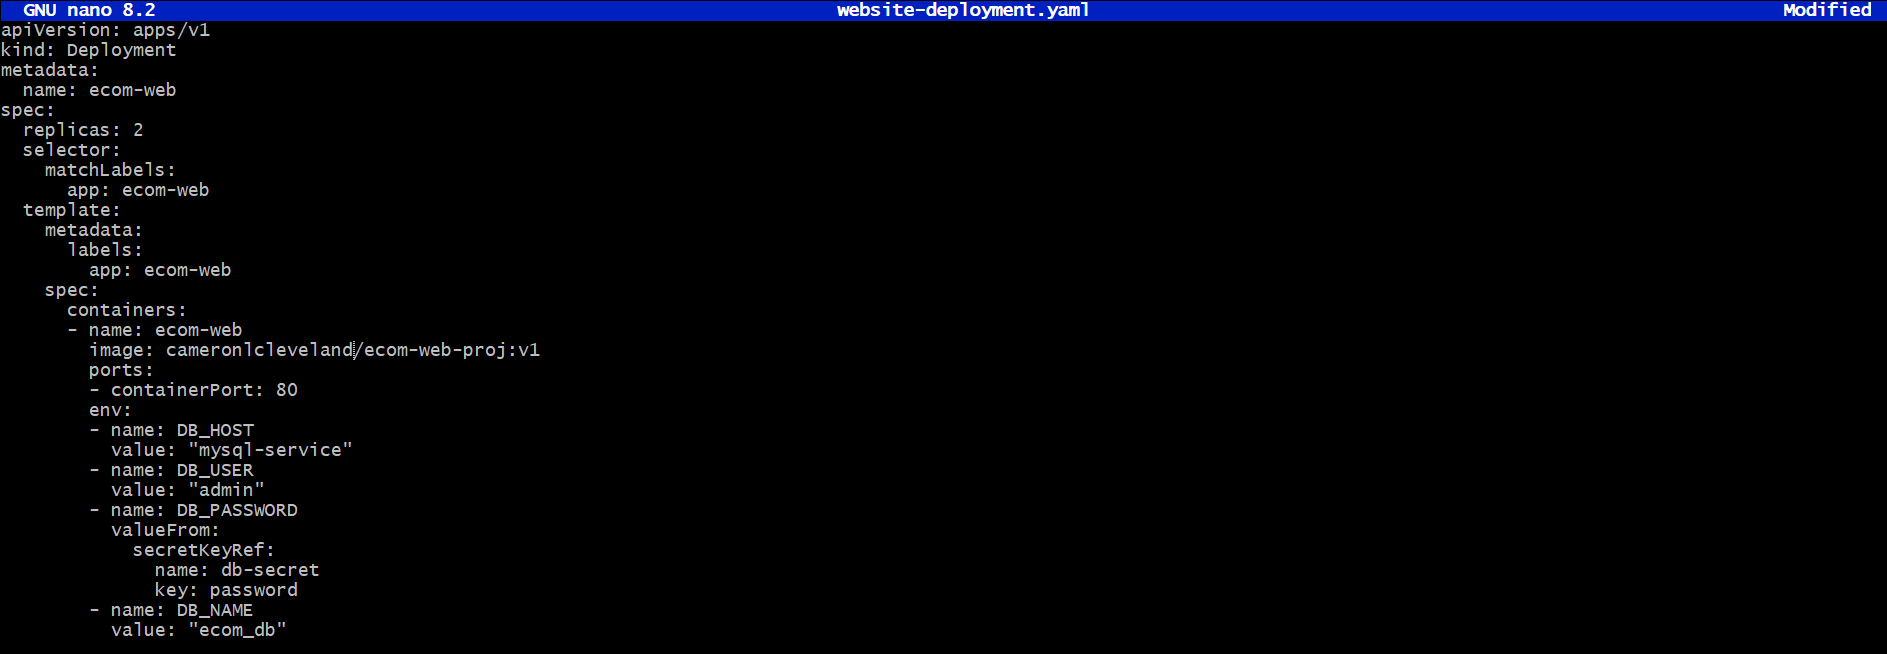 GNU nano 8.2 website-deployment.yaml Modified
apiVersion: apps/v1
kind: Deployment
metadata:
  name: ecom-web
spec:
  replicas: 2
  selector:
    matchLabels:
      app: ecom-web
  template:
    metadata:
      labels:
        app: ecom-web
    spec:
      containers:
      - name: ecom-web
        image: cameronlcleveland/ecom-web-proj:v1
        ports:
        - containerPort: 80
        env:
        - name: DB_HOST
          value: "mysql-service"
        - name: DB_USER
          value: "admin"
        - name: DB_PASSWORD
          valueFrom:
            secretKeyRef:
              name: db-secret
              key: password
        - name: DB_NAME
          value: "ecom_db"